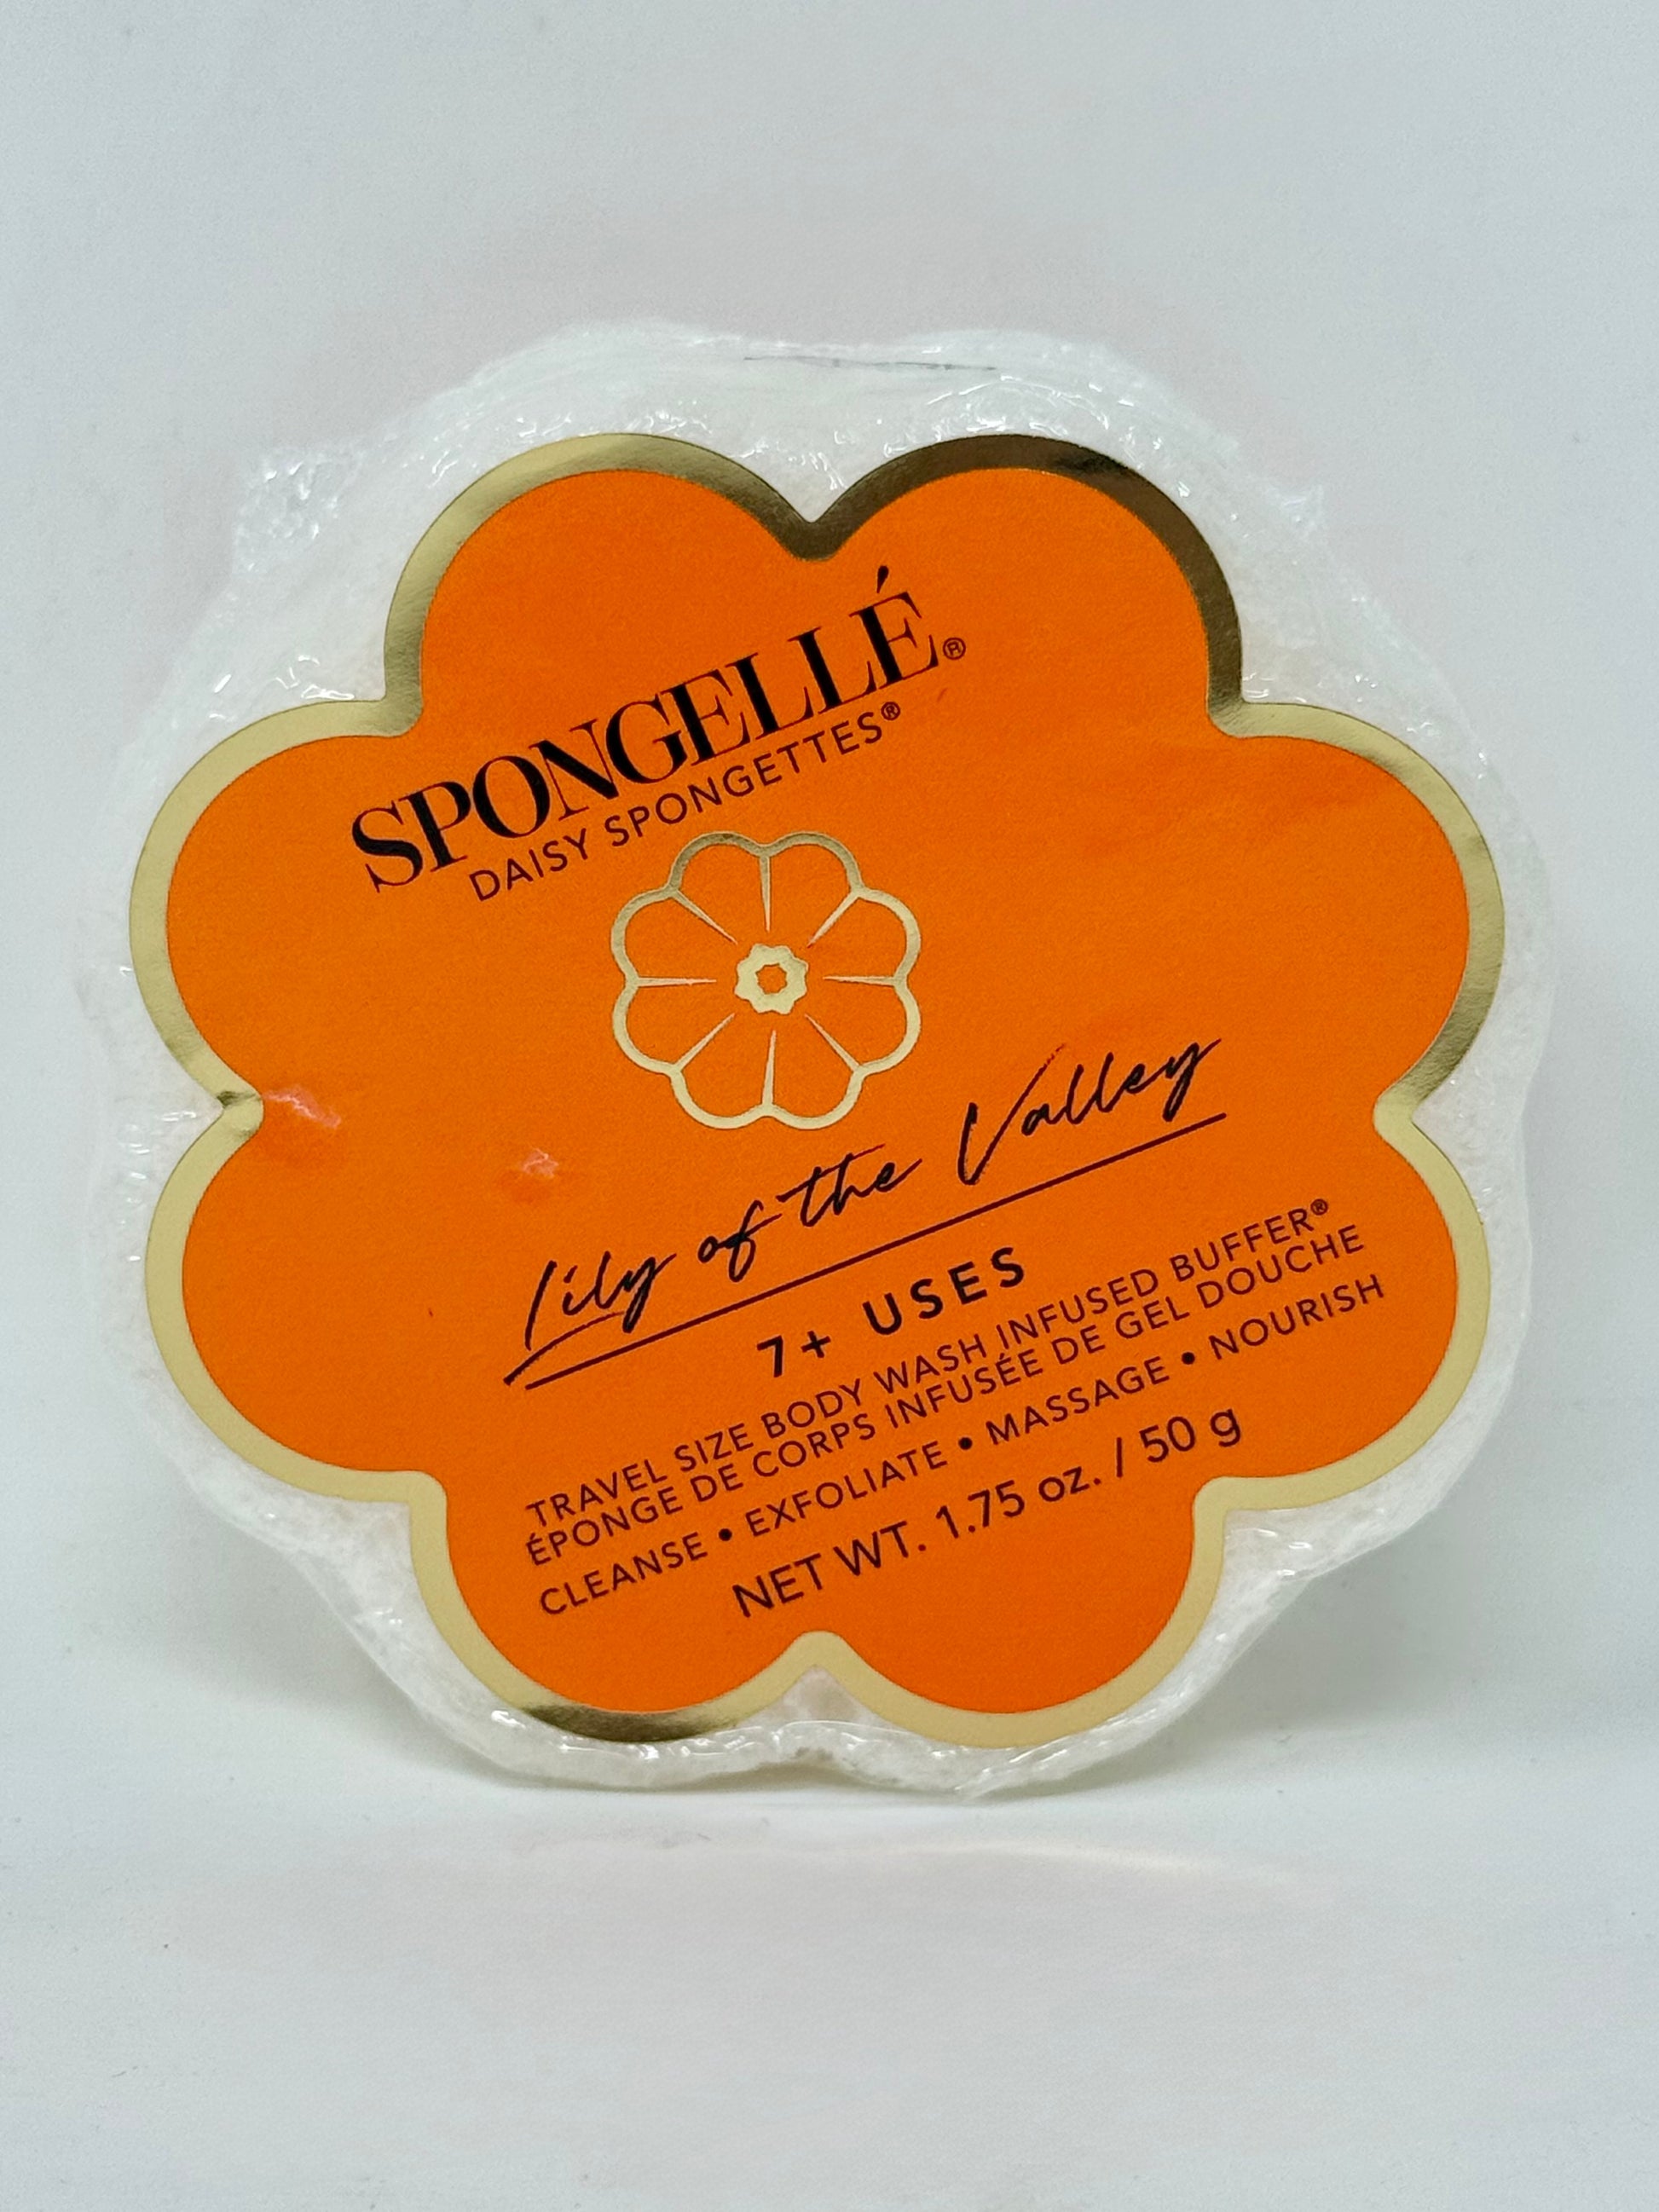 SPONGELLÉ®
DAISY SPONGETTES®
Lily of the Valley
7+ USES
TRAVEL SIZE BODY WASH INFUSED BUFFER®
ÉPONGE DE CORPS INFUSÉE DE GEL DOUCHE
CLEANSE • EXFOLIATE • MASSAGE • NOURISH
NET WT. 1.75 oz. / 50 g